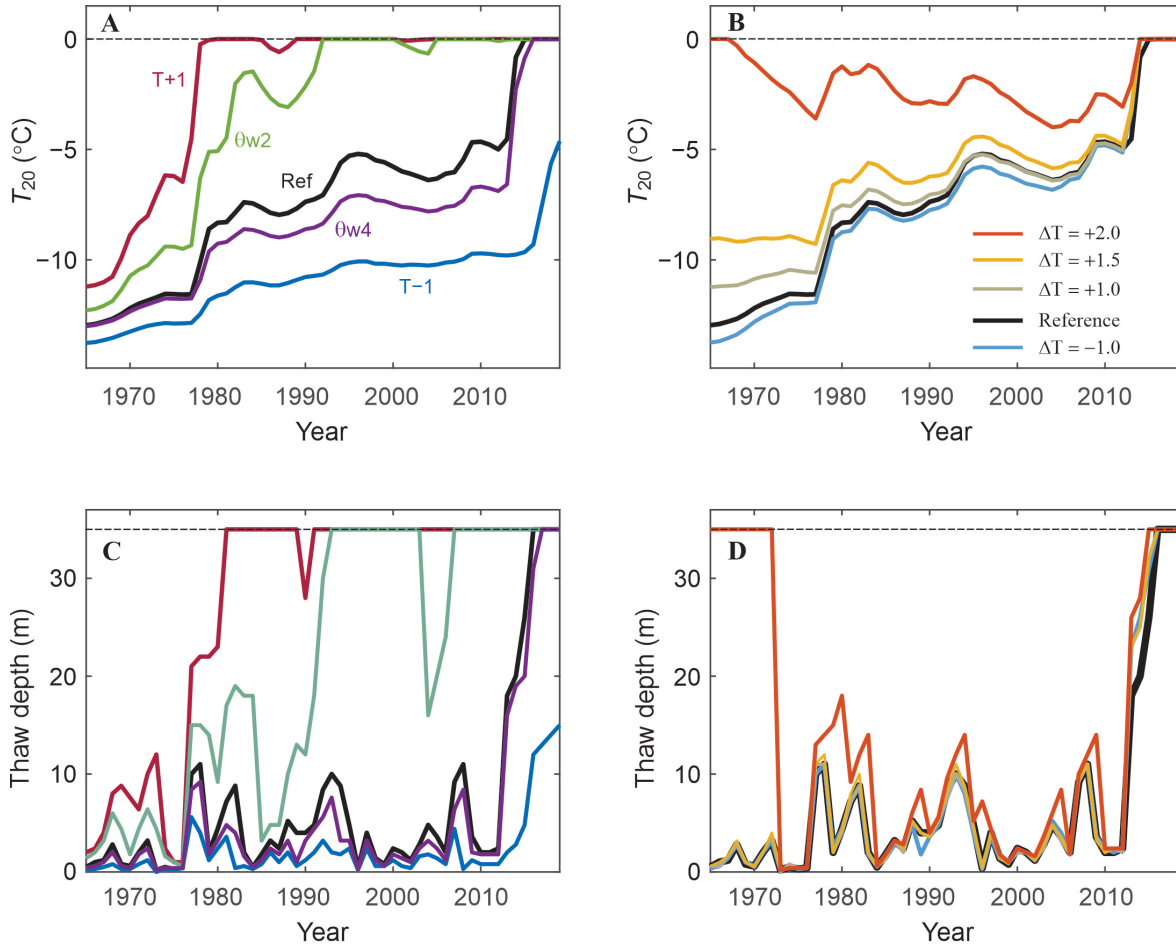 A
0
−5
−10
T20 (°C)
T+1
θw2
Ref
θw4
T−1
1970 1980 1990 2000 2010
Year
B
0
−5
−10
T20 (°C)
ΔT = +2.0
ΔT = +1.5
ΔT = +1.0
Reference
ΔT = −1.0
1970 1980 1990 2000 2010
Year
C
30
20
10
0
Thaw depth (m)
1970 1980 1990 2000 2010
Year
D
30
20
10
0
Thaw depth (m)
1970 1980 1990 2000 2010
Year